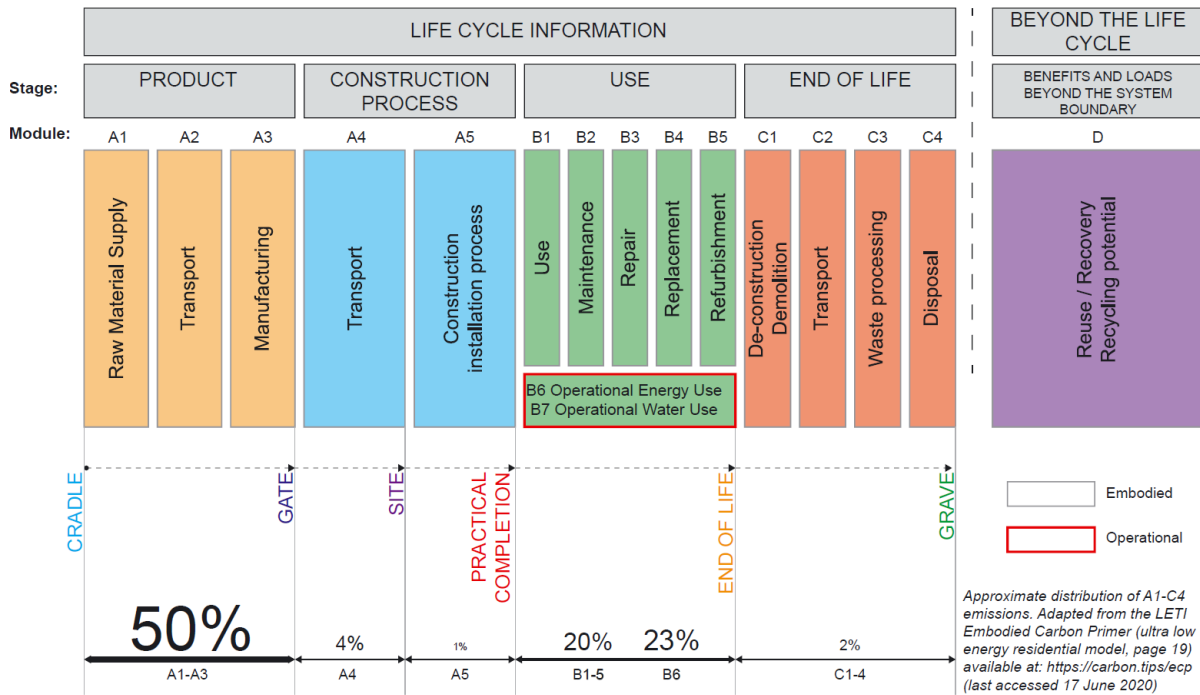 LIFE CYCLE INFORMATION
BEYOND THE LIFE
CYCLE
Stage:
PRODUCT
CONSTRUCTION
PROCESS
USE
END OF LIFE
BENEFITS AND LOADS
BEYOND THE SYSTEM
BOUNDARY
Module:
A1
A2
A3
A4
A5
B1
B2
B3
B4
B5
C1
C2
C3
C4
D
Raw Material Supply
Transport
Manufacturing
Transport
Construction
installation process
Use
Maintenance
Repair
Replacement
Refurbishment
De-construction
Demolition
Transport
Waste processing
Disposal
Reuse / Recovery
Recycling potential
B6 Operational Energy Use
B7 Operational Water Use
CRADLE
GATE
SITE
PRACTICAL
COMPLETION
END OF LIFE
GRAVE
Embodied
Operational
50%
4%
1%
20%
23%
2%
A1-A3
A4
A5
B1-5
B6
C1-4
Approximate distribution of A1-C4
emissions. Adapted from the LETI
Embodied Carbon Primer (ultra low
energy residential model, page 19)
available at: https://carbon.tips/ecp
(last accessed 17 June 2020)